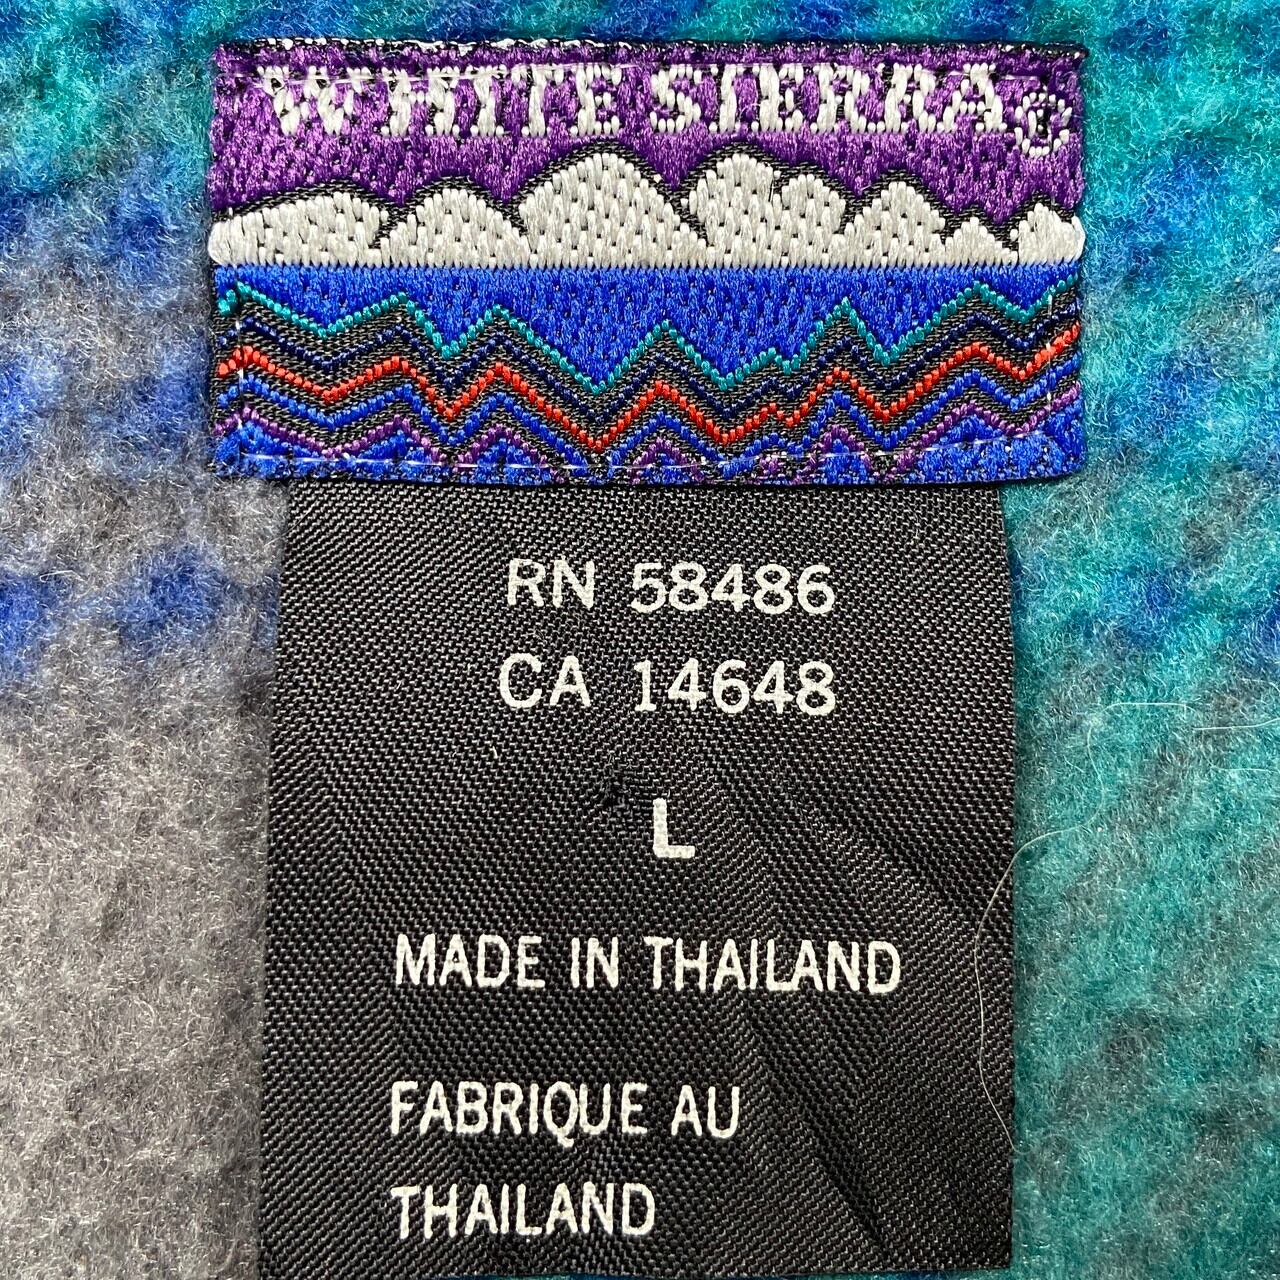 WHITE SIERRA®
RN 58486
CA 14648
L
MADE IN THAILAND
FABRIQUE AU
THAILAND